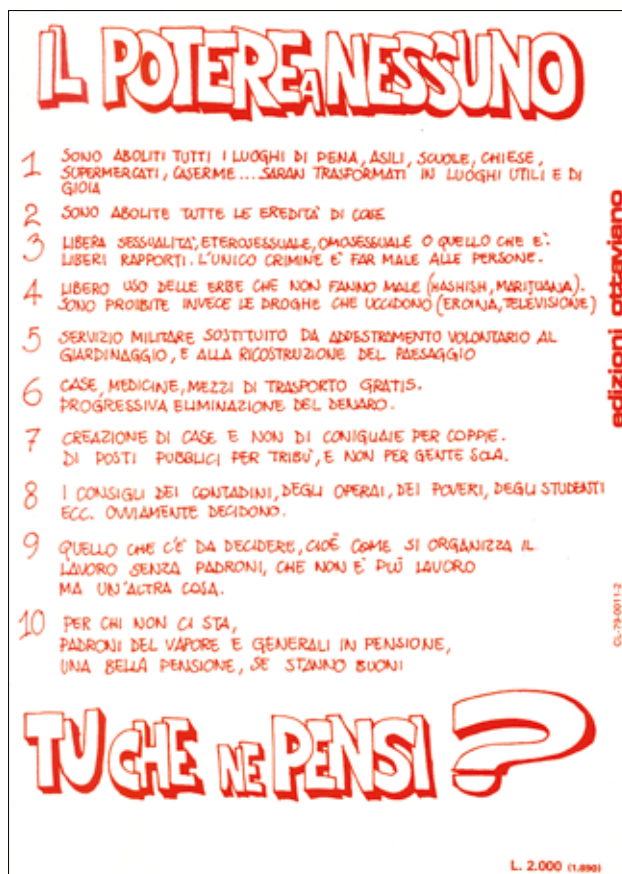 IL POTERE A NESSUNO
1 SONO ABOLITI TUTTI I LUOGHI DI PENA, ASILI, SCUOLE, CHIESE,
SUPERMERCATI, CASERME...SARAN TRASFORMATI IN LUOGHI UTILI E DI
GIOIA
2 SONO ABOLITE TUTTE LE EREDITA' DI COSE
3 LIBERA SESSUALITA', ETEROSESSUALE, OMOSESSUALE O QUELLO CHE E'.
LIBERI RAPPORTI. L'UNICO CRIMINE E' FAR MALE ALLE PERSONE.
4 LIBERO USO DELLE ERBE CHE NON FANNO MALE (HASHISH, MARIJUANA).
SONO PROIBITE INVECE LE DROGHE CHE UCCIDONO (EROINA, TELEVISIONE)
5 SERVIZIO MILITARE SOSTITUITO DA ADDESTRAMENTO VOLONTARIO AL
GIARDINAGGIO, E ALLA RICOSTRUZIONE DEL PAESAGGIO
6 CASE, MEDICINE, MEZZI DI TRASPORTO GRATIS.
PROGRESSIVA ELIMINAZIONE DEL DENARO.
7 CREAZIONE DI CASE E NON DI CONIGLIAIE PER COPPIE.
DI POSTI PUBBLICI PER TRIBU', E NON PER GENTE SOLA.
8 I CONSIGLI DEI CONTADINI, DEGLI OPERAI, DEI POVERI, DEGLI STUDENTI
ECC. OVVIAMENTE DECIDONO.
9 QUELLO CHE C'E' DA DECIDERE, CIOÈ COME SI ORGANIZZA IL
LAVORO SENZA PADRONI, CHE NON E' PIÙ LAVORO
MA UN'ALTRA COSA.
10 PER CHI NON CI STA,
PADRONI DEL VAPORE E GENERALI IN PENSIONE,
UNA BELLA PENSIONE, SE STANNO BUONI
TU CHE NE PENSI ?
edizioni ottaviano
CL-79-0011-2
L. 2.000 (1.890)